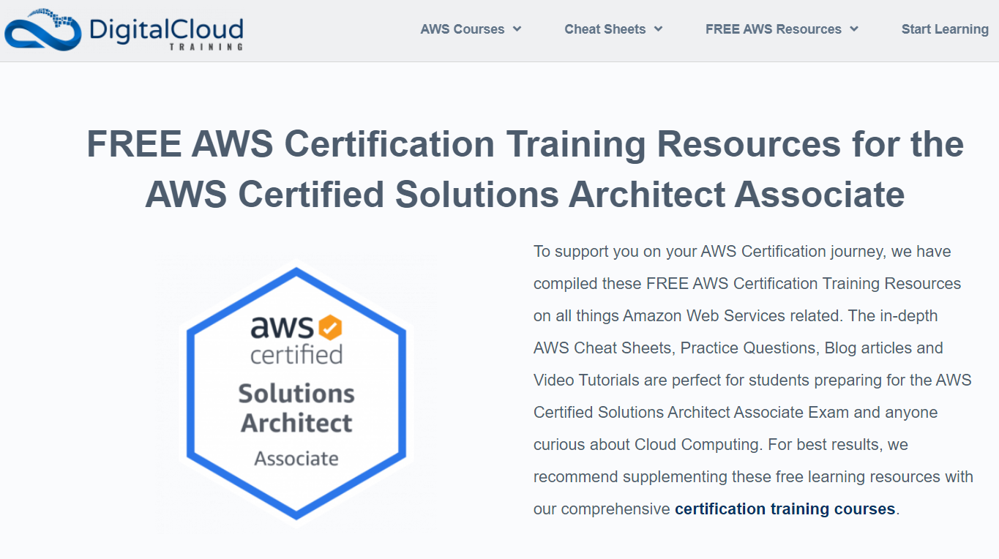 DigitalCloud
TRAINING
AWS Courses
Cheat Sheets
FREE AWS Resources
Start Learning
FREE AWS Certification Training Resources for the
AWS Certified Solutions Architect Associate
aws
certified
Solutions
Architect
Associate
To support you on your AWS Certification journey, we have
compiled these FREE AWS Certification Training Resources
on all things Amazon Web Services related. The in-depth
AWS Cheat Sheets, Practice Questions, Blog articles and
Video Tutorials are perfect for students preparing for the AWS
Certified Solutions Architect Associate Exam and anyone
curious about Cloud Computing. For best results, we
recommend supplementing these free learning resources with
our comprehensive certification training courses.